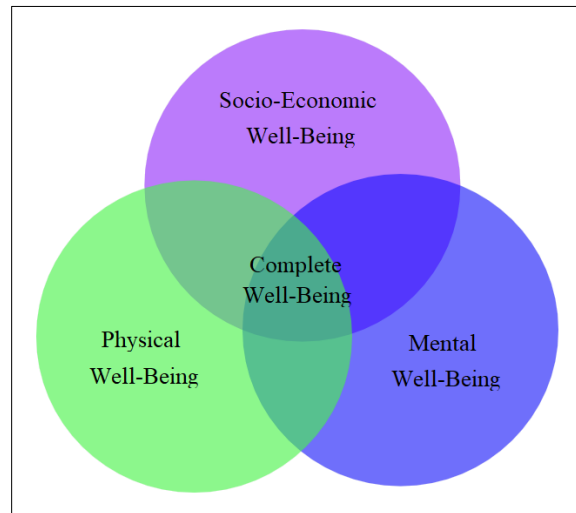 Socio-Economic
Well-Being
Complete
Well-Being
Physical
Well-Being
Mental
Well-Being